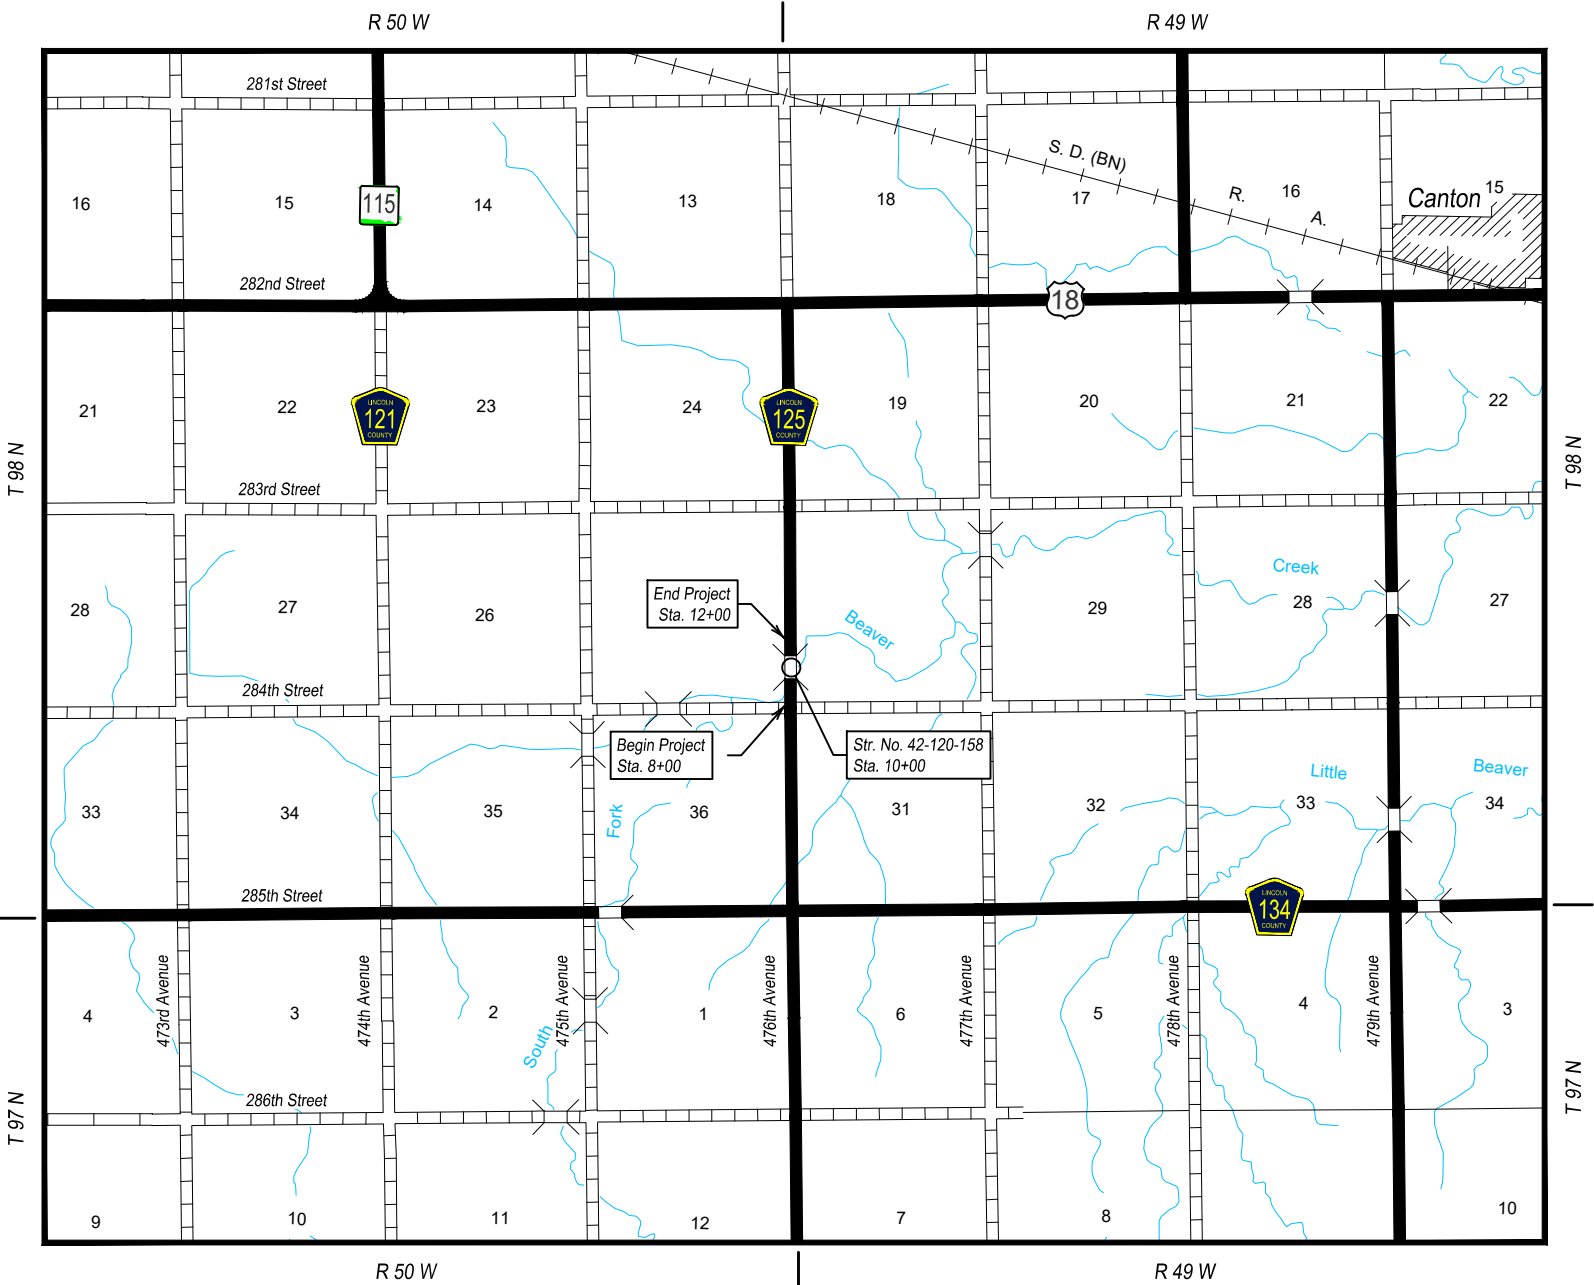 R 50 W
R 49 W
281st Street
S. D. (BN)
R.
A.
16
15
115
14
13
18
17
16
15
Canton
282nd Street
18
21
22
LINCOLN
121
COUNTY
23
24
LINCOLN
125
COUNTY
19
20
21
22
T 98 N
T 98 N
283rd Street
28
27
26
End Project
Sta. 12+00
Beaver
29
Creek
28
27
284th Street
Begin Project
Sta. 8+00
Str. No. 42-120-158
Sta. 10+00
Little
Beaver
33
34
35
Fork
36
31
32
33
34
285th Street
LINCOLN
134
COUNTY
4
473rd Avenue
3
474th Avenue
2
South
475th Avenue
1
476th Avenue
6
477th Avenue
5
478th Avenue
4
479th Avenue
3
T 97 N
T 97 N
286th Street
9
10
11
12
7
8
10
R 50 W
R 49 W